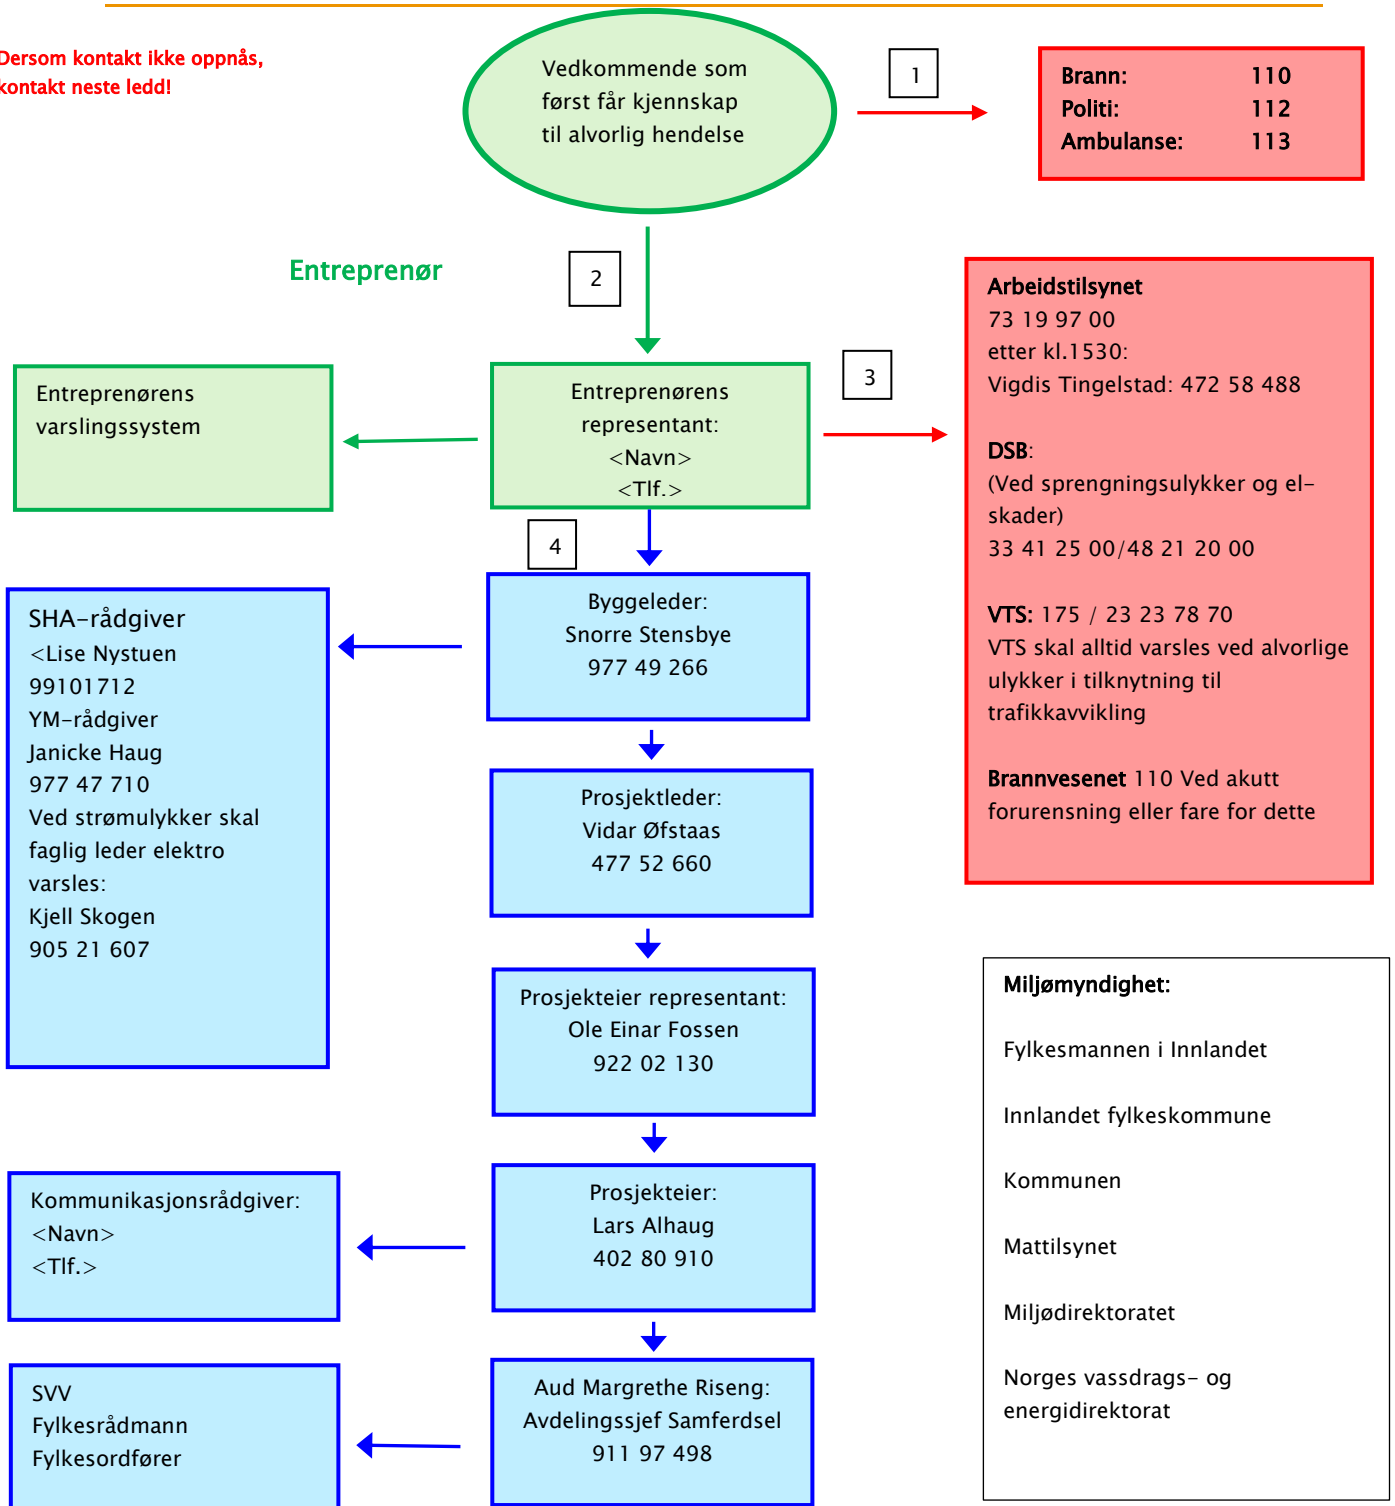 Dersom kontakt ikke oppnås,
kontakt neste ledd!
Vedkommende som
først får kjennskap
til alvorlig hendelse
1
Brann: 110
Politi: 112
Ambulanse: 113
Entreprenør
2
Entreprenørens
varslingssystem
Entreprenørens
representant:
<Navn>
<Tlf.>
3
Arbeidstilsynet
73 19 97 00
etter kl.1530:
Vigdis Tingelstad: 472 58 488
DSB:
(Ved sprengningsulykker og el-
skader)
33 41 25 00/48 21 20 00
VTS: 175 / 23 23 78 70
VTS skal alltid varsles ved alvorlige
ulykker i tilknytning til
trafikkavvikling
Brannvesenet 110 Ved akutt
forurensning eller fare for dette
4
Byggeleder:
Snorre Stensbye
977 49 266
SHA-rådgiver
<Lise Nystuen
99101712
YM-rådgiver
Janicke Haug
977 47 710
Ved strømulykker skal
faglig leder elektro
varsles:
Kjell Skogen
905 21 607
Prosjektleder:
Vidar Øfstaas
477 52 660
Prosjekteier representant:
Ole Einar Fossen
922 02 130
Miljømyndighet:
Fylkesmannen i Innlandet
Innlandet fylkeskommune
Kommunen
Mattilsynet
Miljødirektoratet
Norges vassdrags- og
energidirektorat
Kommunikasjonsrådgiver:
<Navn>
<Tlf.>
Prosjekteier:
Lars Alhaug
402 80 910
SVV
Fylkesrådmann
Fylkesordfører
Aud Margrethe Riseng:
Avdelingssjef Samferdsel
911 97 498